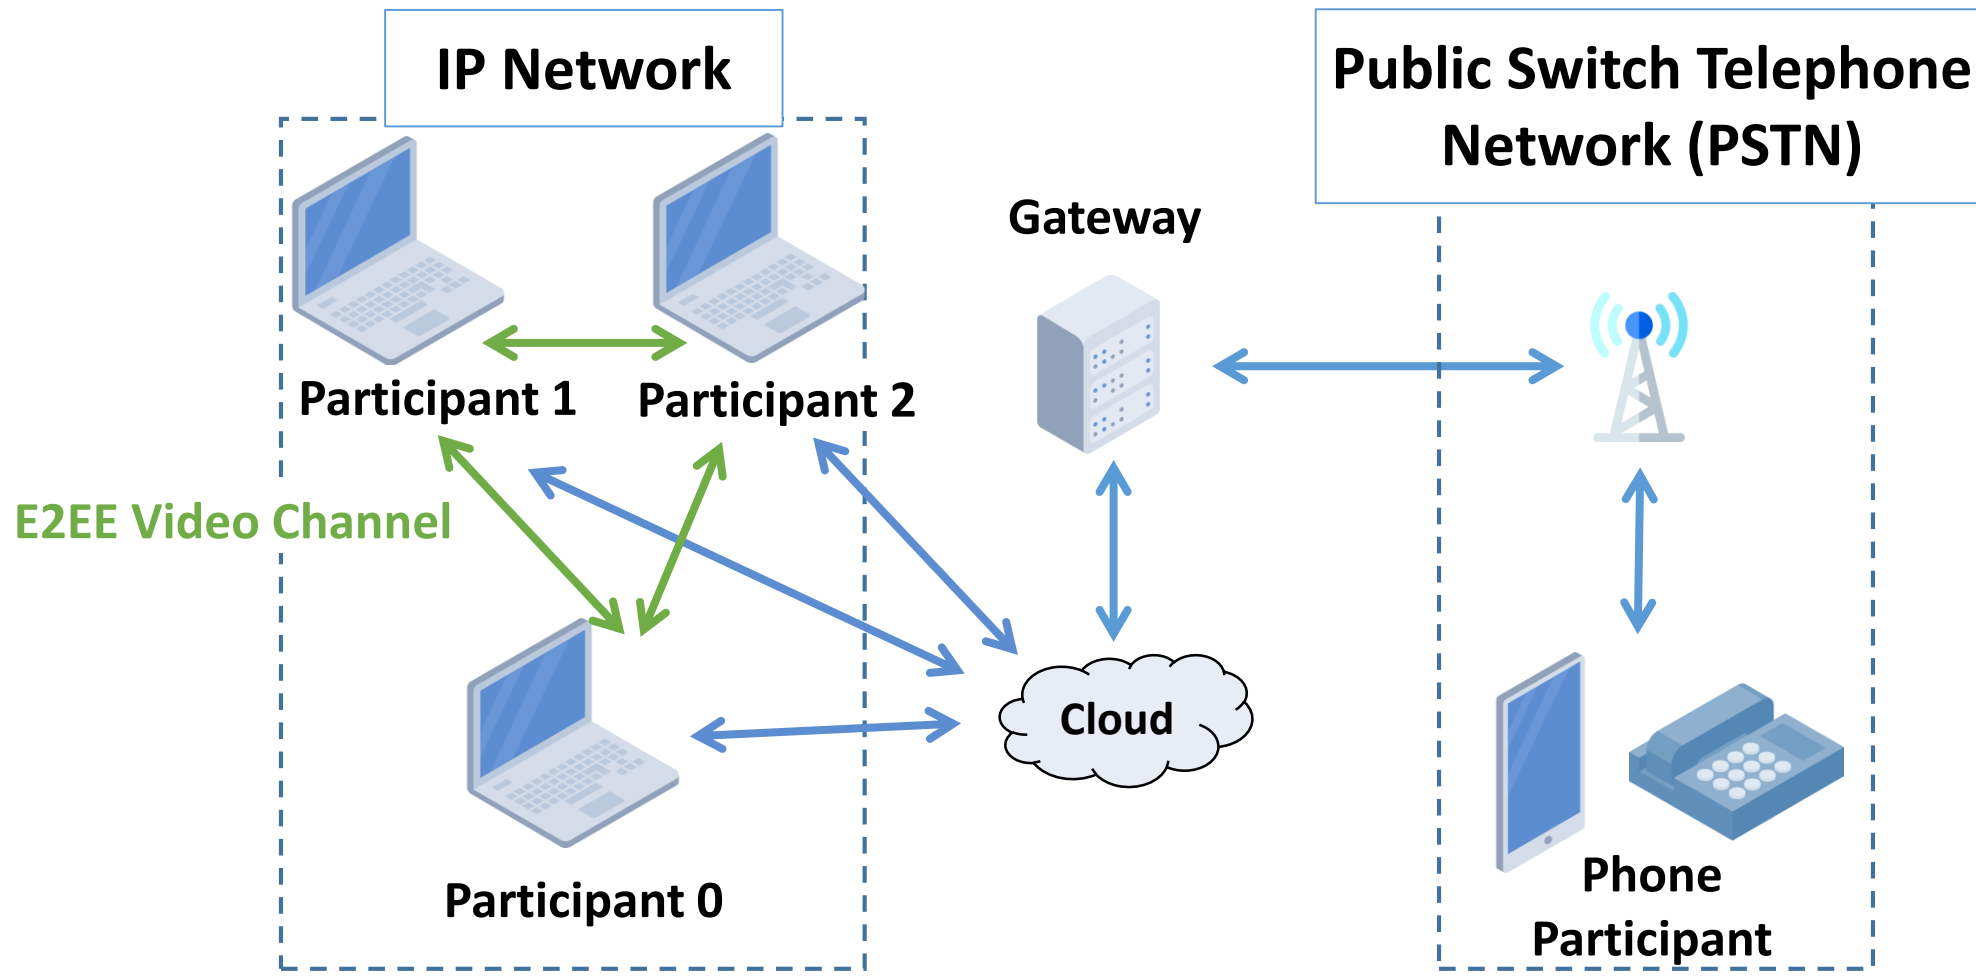 IP Network
Public Switch Telephone
Network (PSTN)
Gateway
Participant 1
Participant 2
E2EE Video Channel
Cloud
Participant 0
Phone
Participant